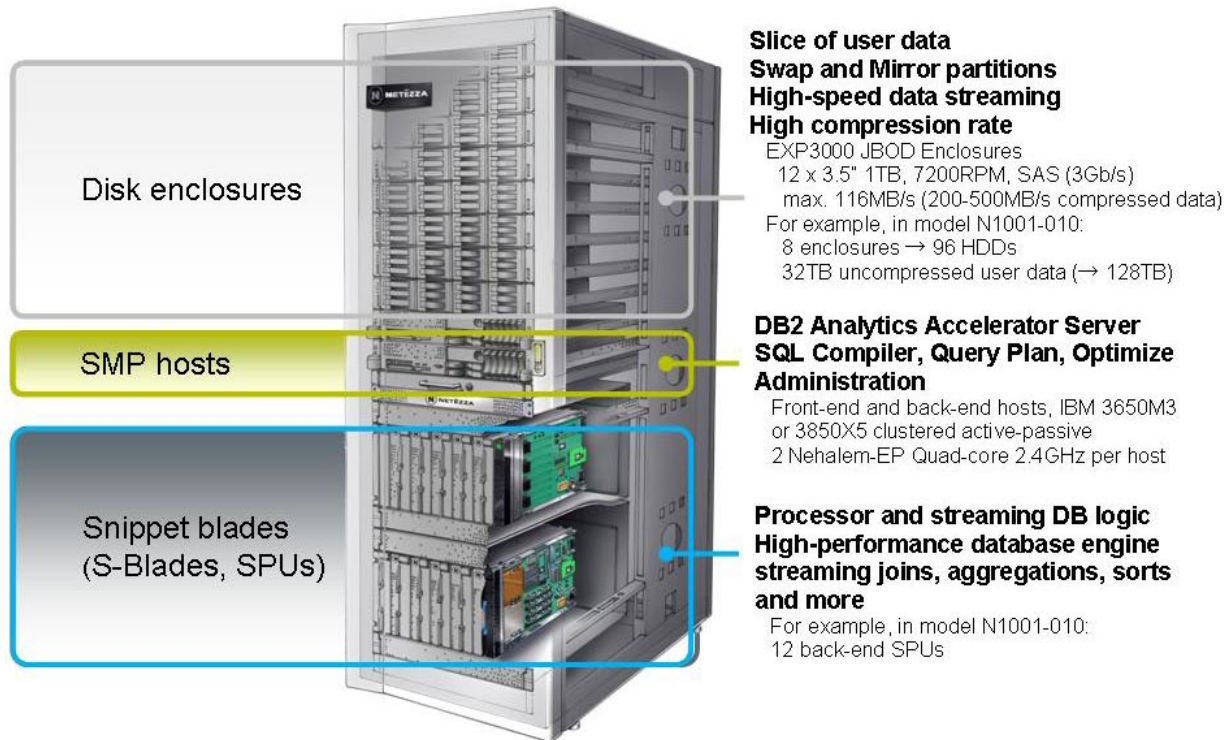 NETEZZA
Disk enclosures
Slice of user data
Swap and Mirror partitions
High-speed data streaming
High compression rate
EXP3000 JBOD Enclosures
12 x 3.5" 1TB, 7200RPM, SAS (3Gb/s)
max. 116MB/s (200-500MB/s compressed data)
For example, in model N1001-010:
8 enclosures → 96 HDDs
32TB uncompressed user data (→ 128TB)
SMP hosts
NETEZZA
DB2 Analytics Accelerator Server
SQL Compiler, Query Plan, Optimize
Administration
Front-end and back-end hosts, IBM 3650M3
or 3850X5 clustered active-passive
2 Nehalem-EP Quad-core 2.4GHz per host
Snippet blades
(S-Blades, SPUs)
Processor and streaming DB logic
High-performance database engine
streaming joins, aggregations, sorts
and more
For example, in model N1001-010:
12 back-end SPUs